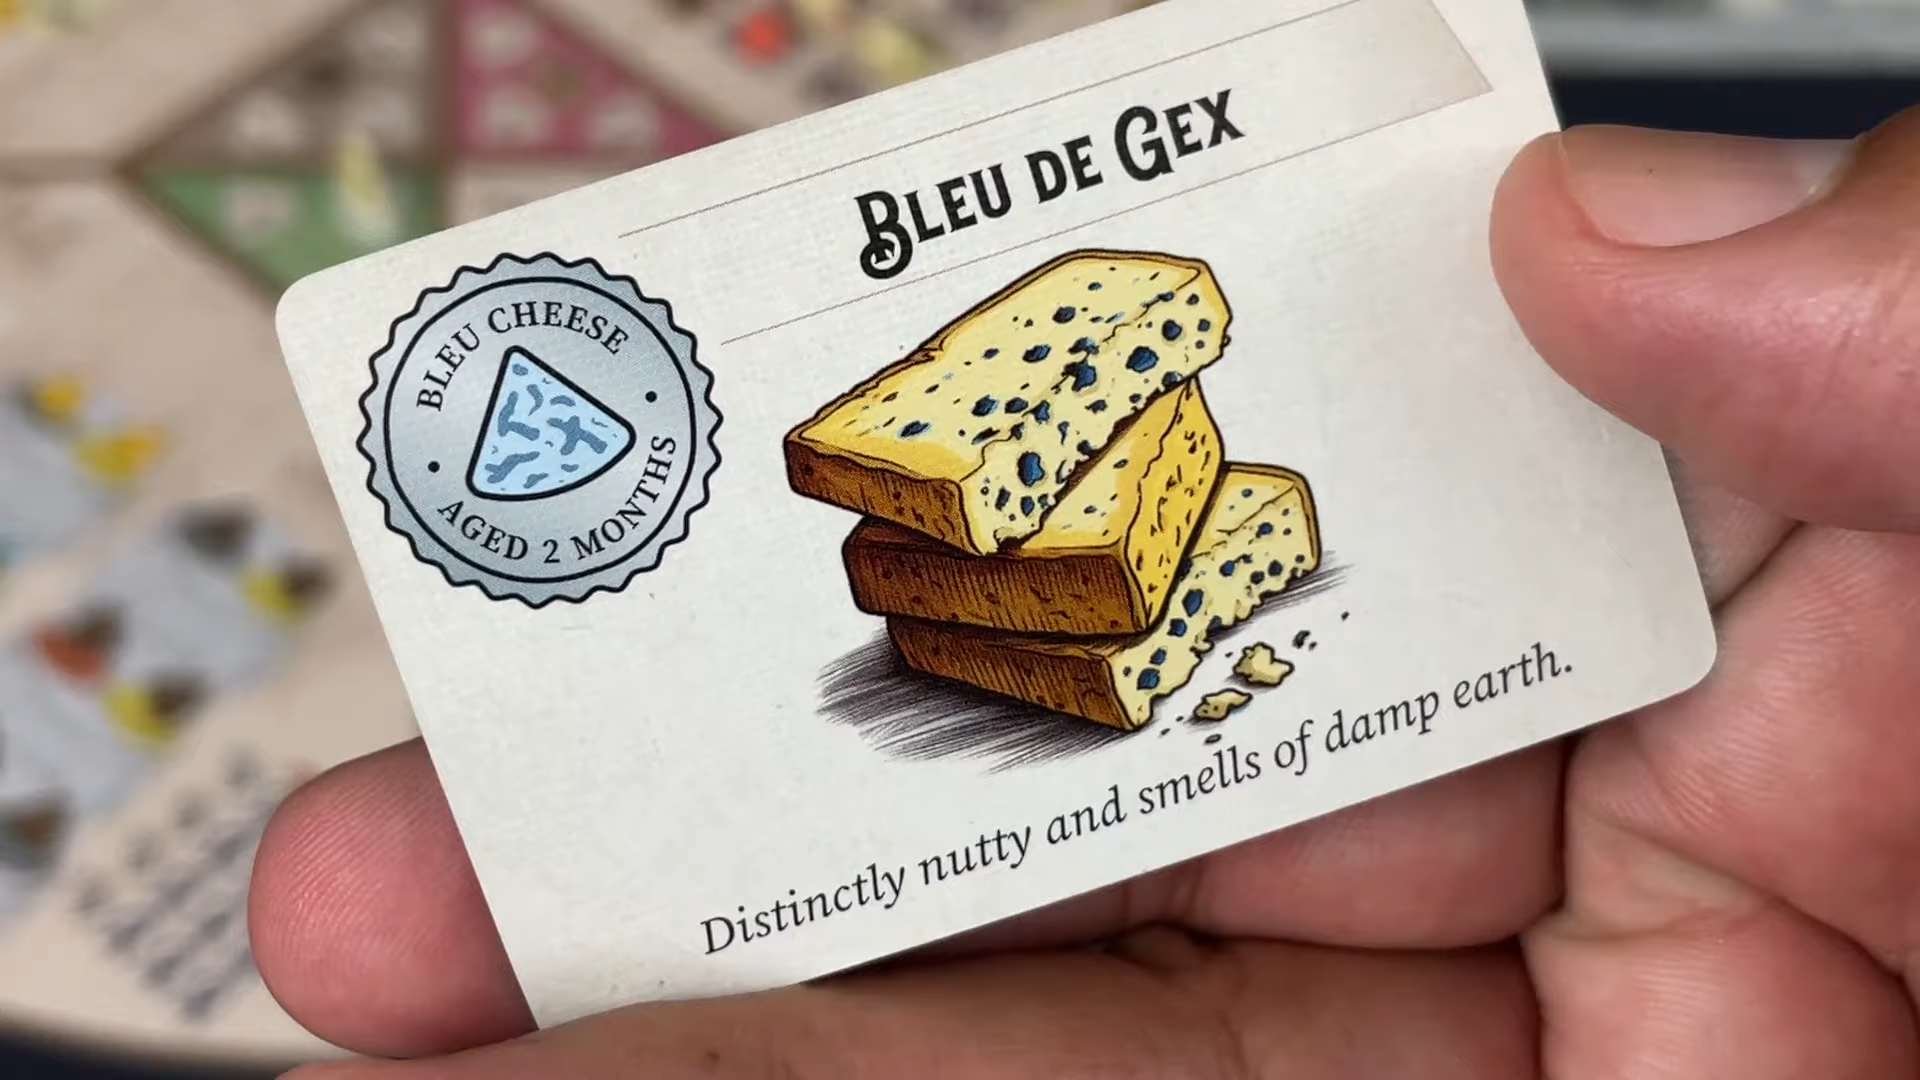 Bleu de Gex
BLEU CHEESE
AGED 2 MONTHS
Distinctly nutty and smells of damp earth.